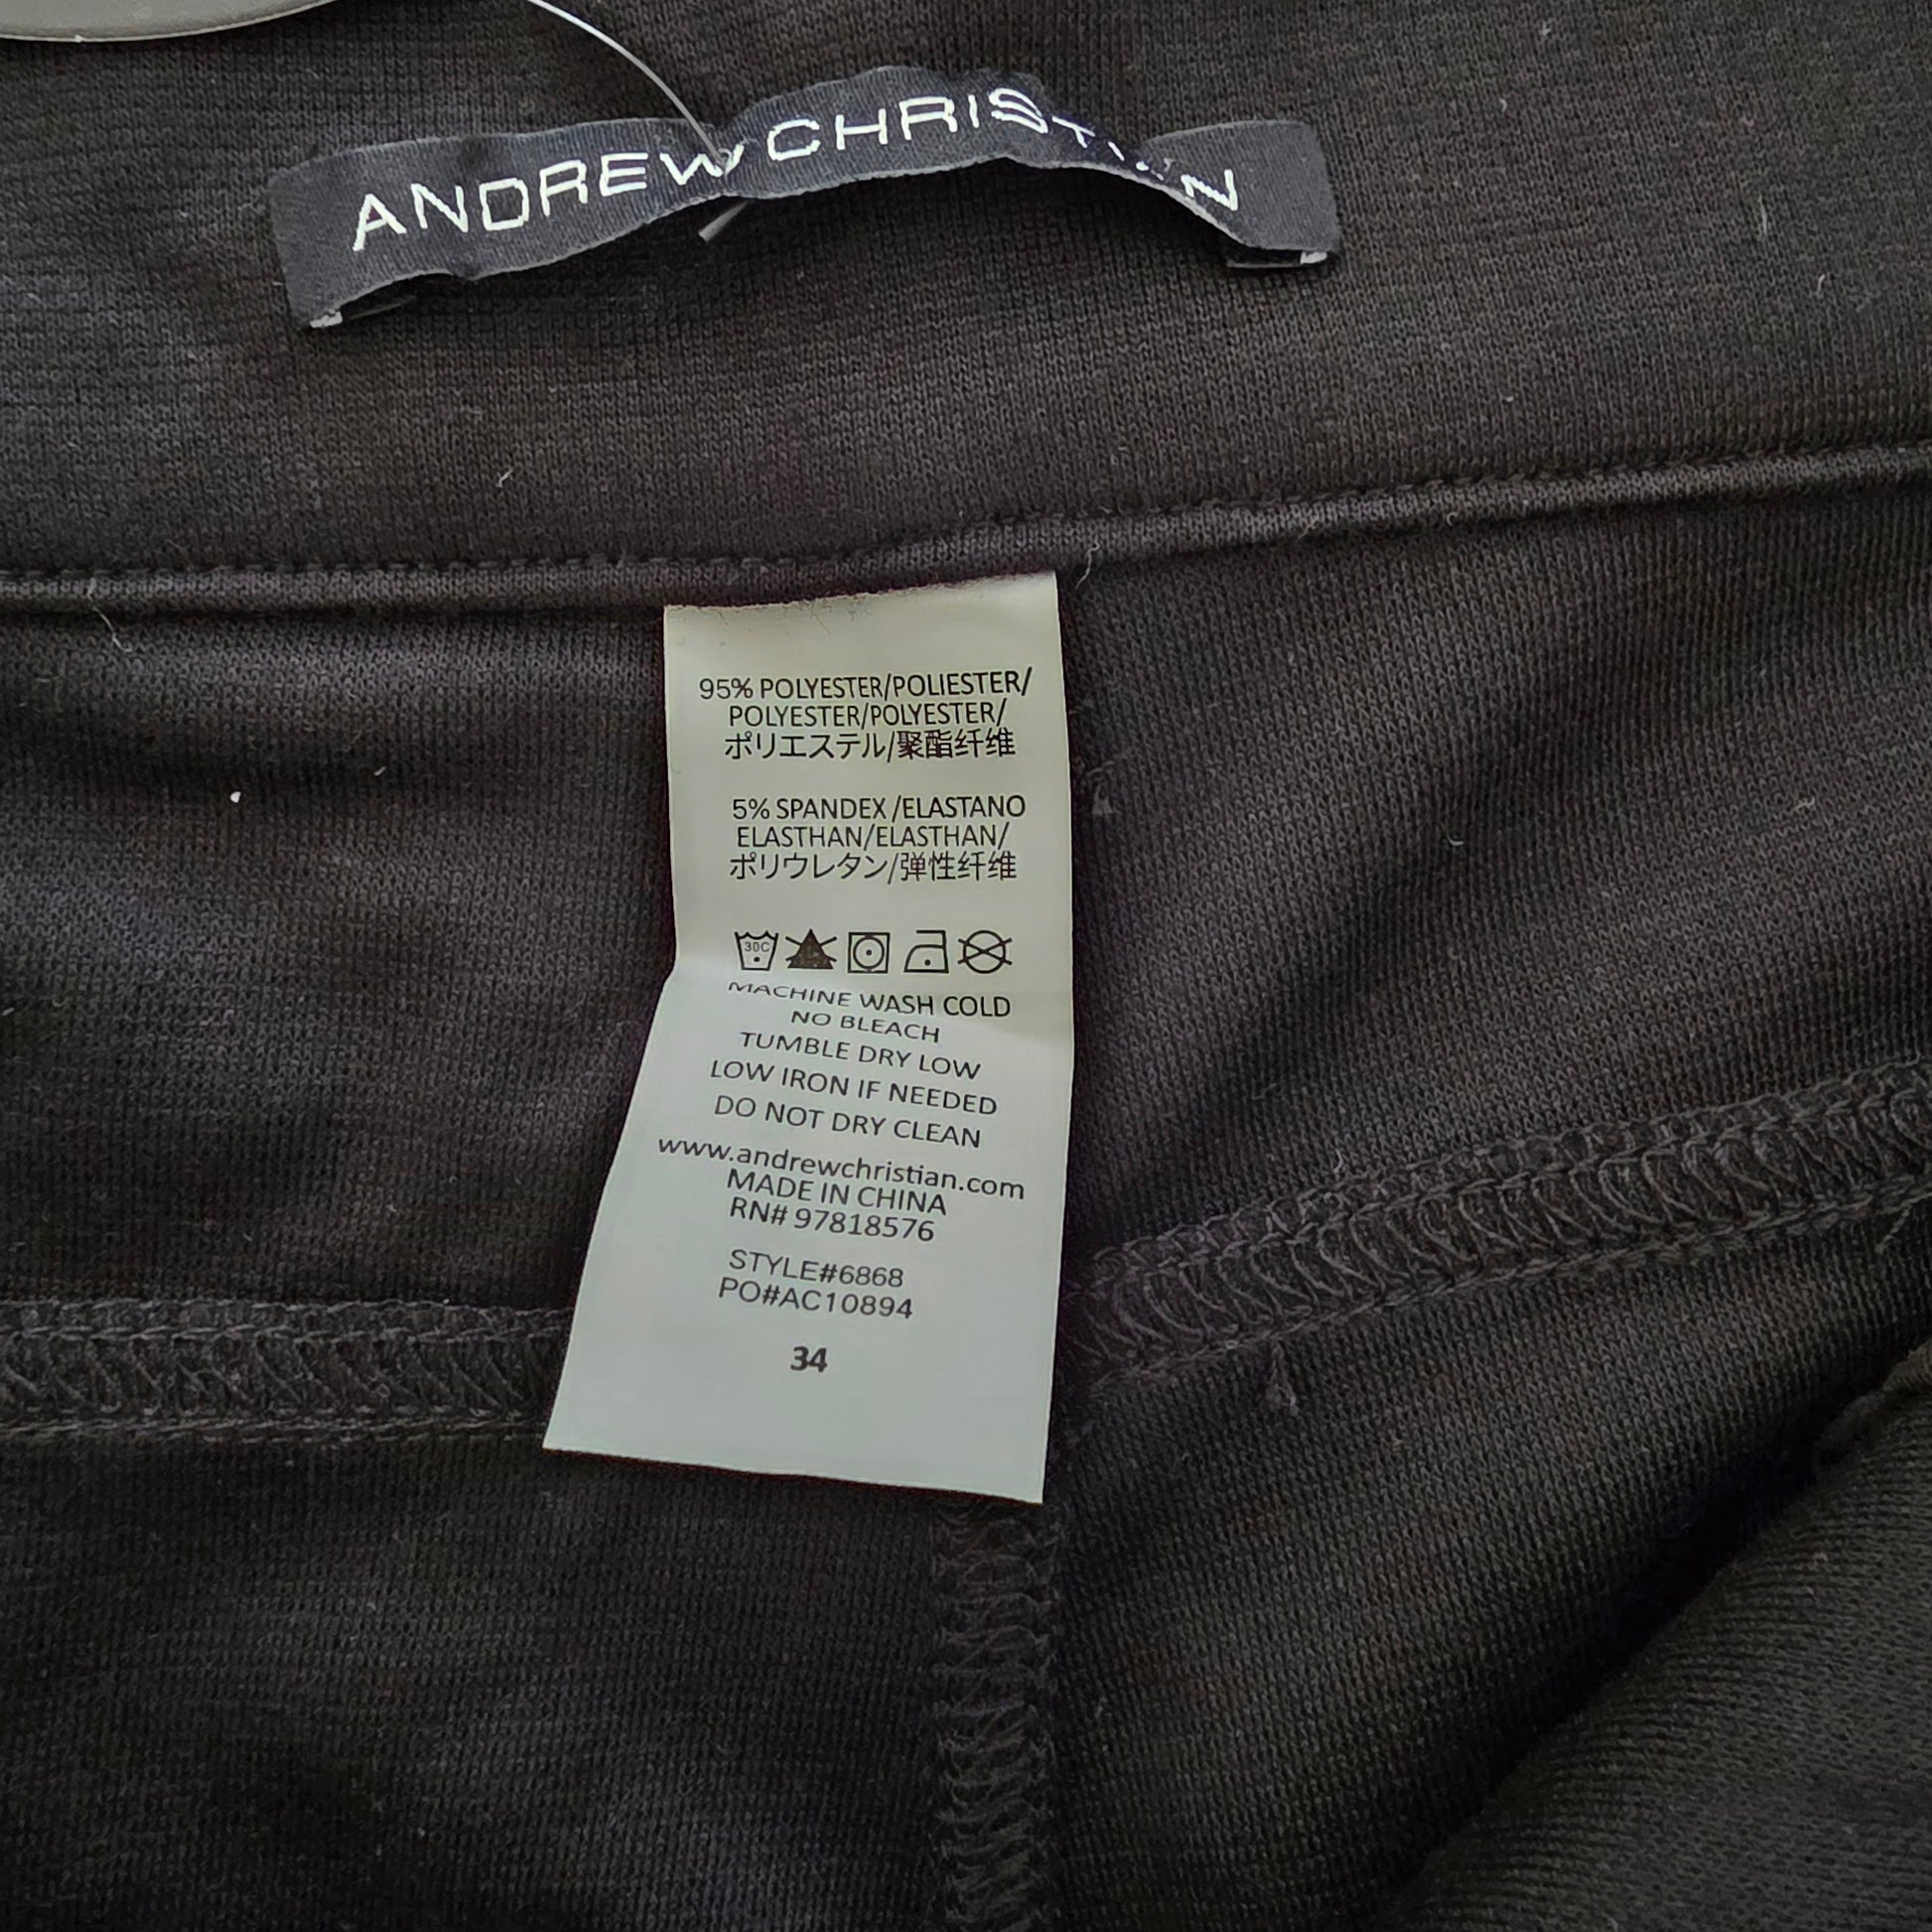 ANDREW CHRISTIAN
95% POLYESTER/POLIESTER/
POLYESTER/POLYESTER/
ポリエステル/聚酯纤维
5% SPANDEX /ELASTANO
ELASTHAN/ELASTHAN/
ポリウレタン/弹性纤维
30C
MACHINE WASH COLD
NO BLEACH
TUMBLE DRY LOW
LOW IRON IF NEEDED
DO NOT DRY CLEAN
www.andrewchristian.com
MADE IN CHINA
RN# 97818576
STYLE#6868
PO#AC10894
34